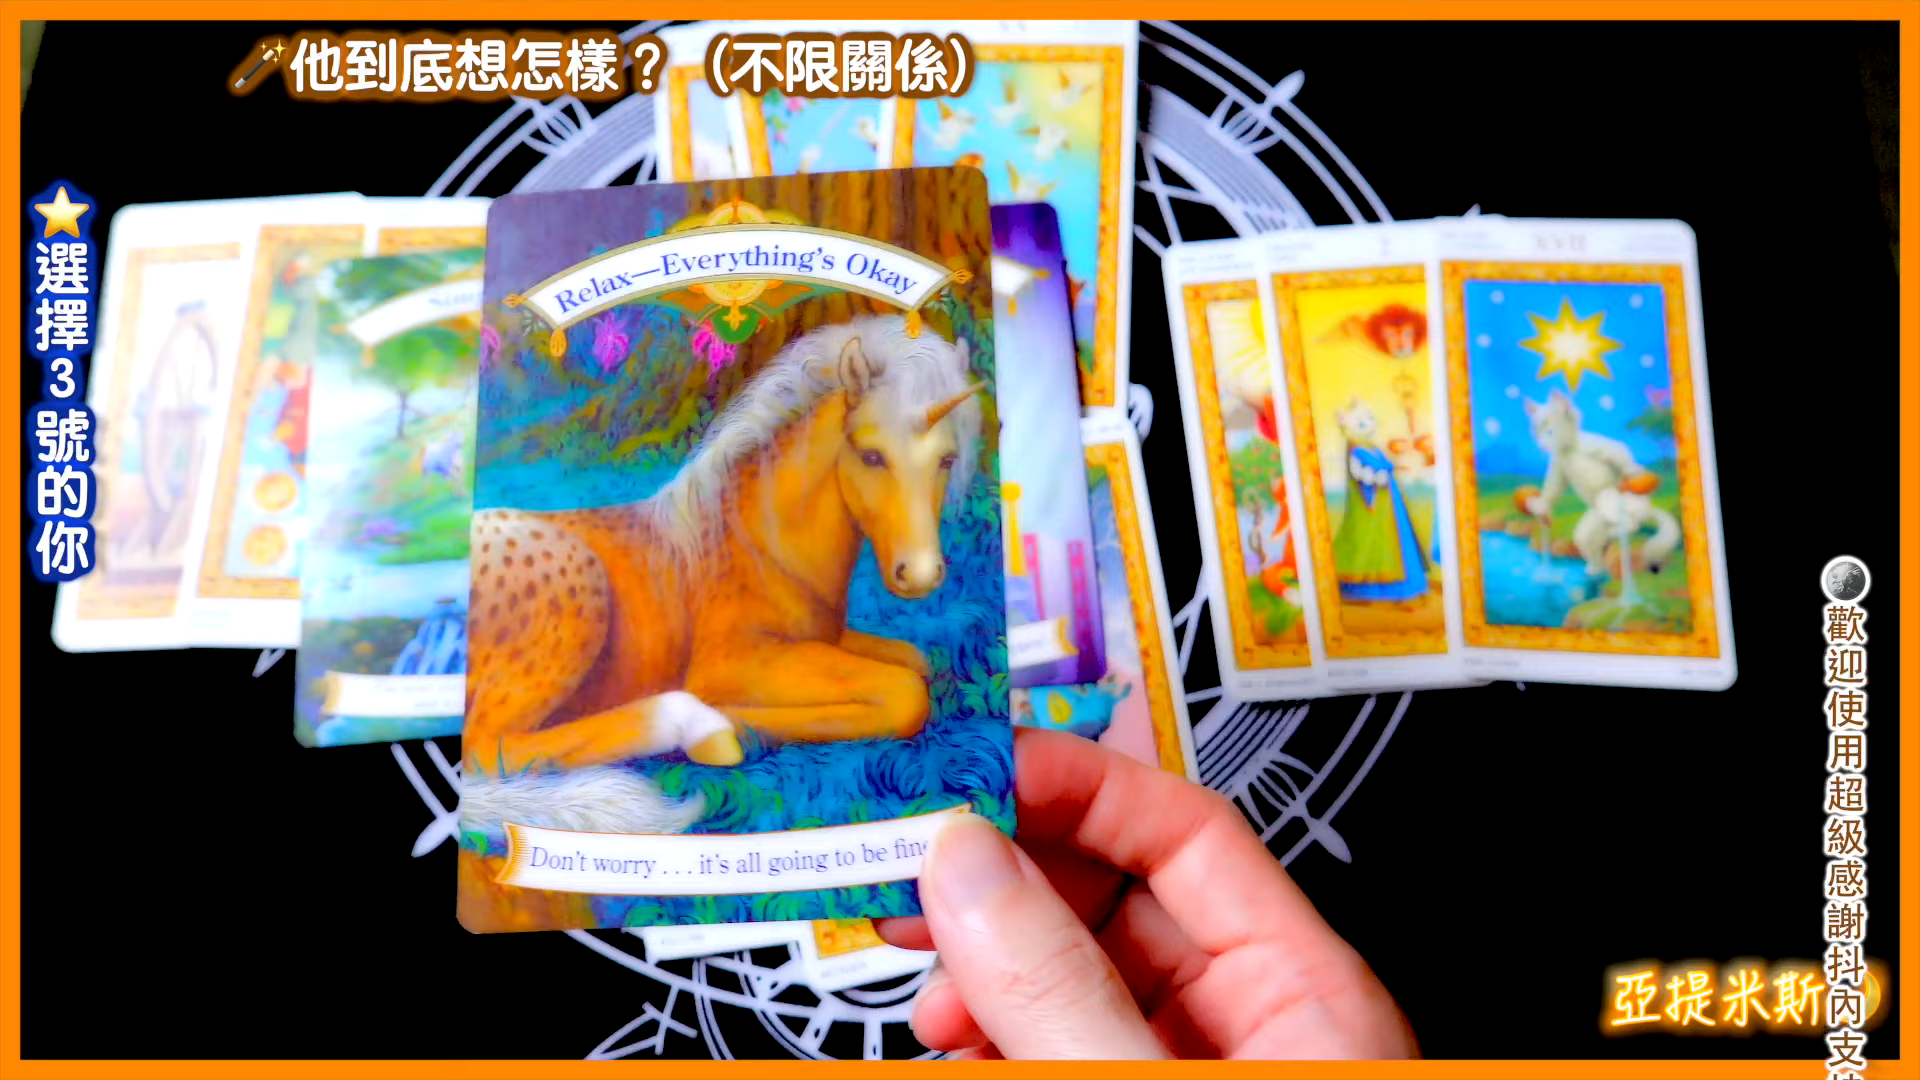 他到底想怎樣？（不限關係）
選擇3號的你
Relax—Everything's Okay
Don't worry . . . it's all going to be fin
XVII
歡迎使用超級感謝抖內支
亞提米斯